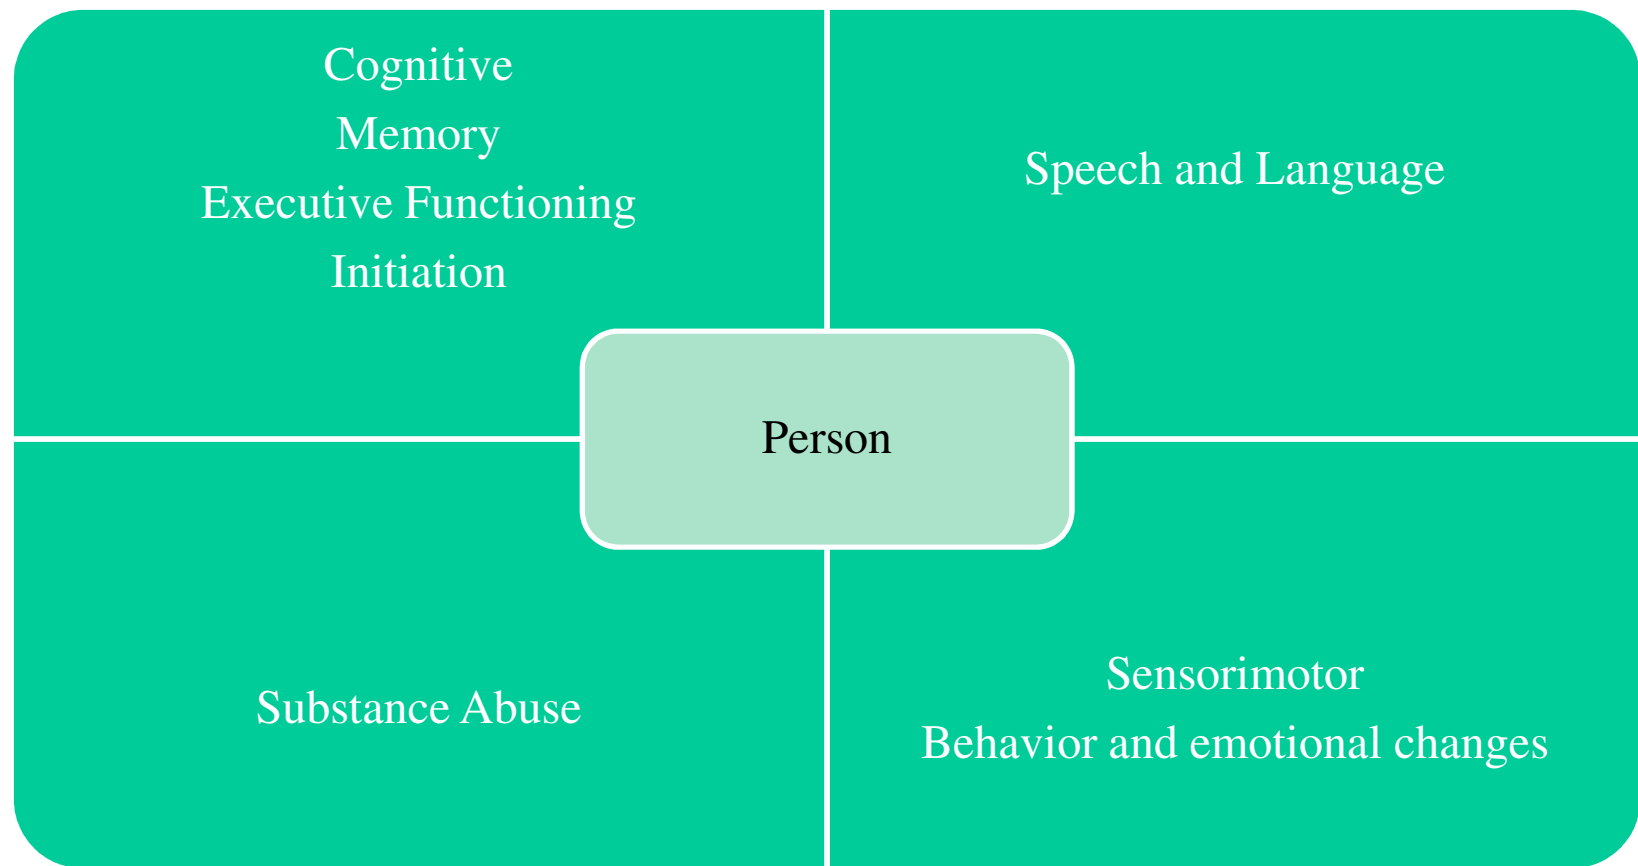 Cognitive
Memory
Executive Functioning
Initiation
Speech and Language
Person
Substance Abuse
Sensorimotor
Behavior and emotional changes